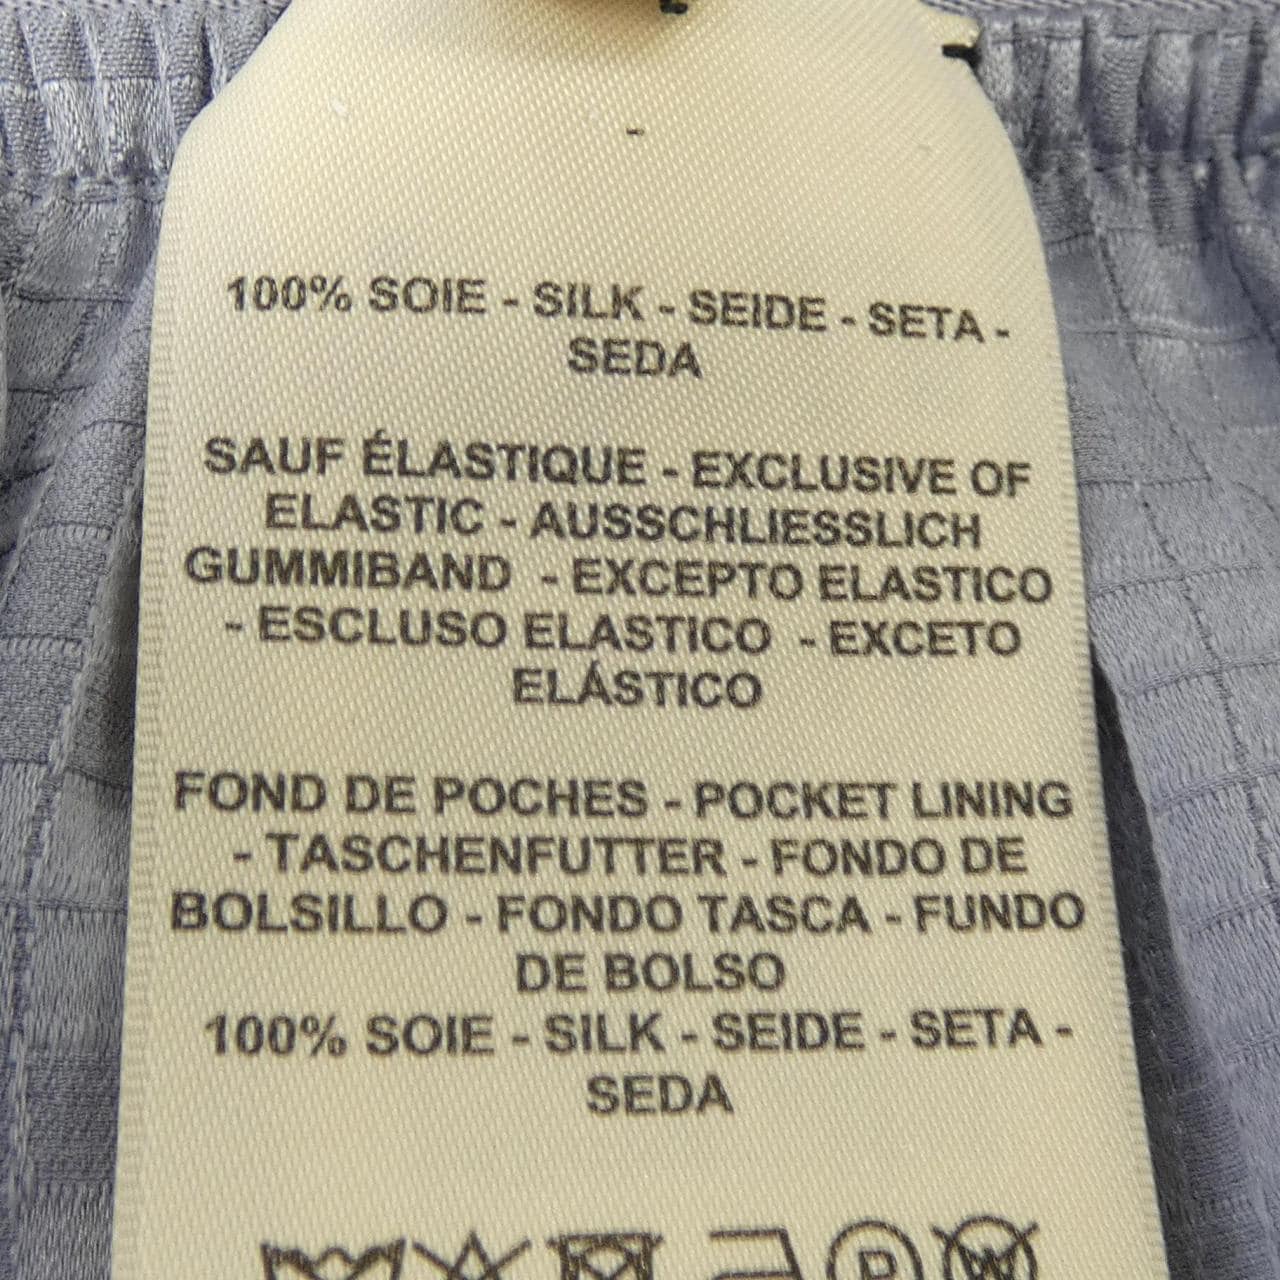 100% SOIE - SILK - SEIDE - SETA -
SEDA
SAUF ÉLASTIQUE - EXCLUSIVE OF
ELASTIC - AUSSCHLIESSLICH
GUMMIBAND - EXCEPTO ELASTICO
- ESCLUSO ELASTICO - EXCETO
ELÁSTICO
FOND DE POCHES - POCKET LINING
- TASCHENFUTTER - FONDO DE
BOLSILLO - FONDO TASCA - FUNDO
DE BOLSO
100% SOIE - SILK - SEIDE - SETA -
SEDA
P W